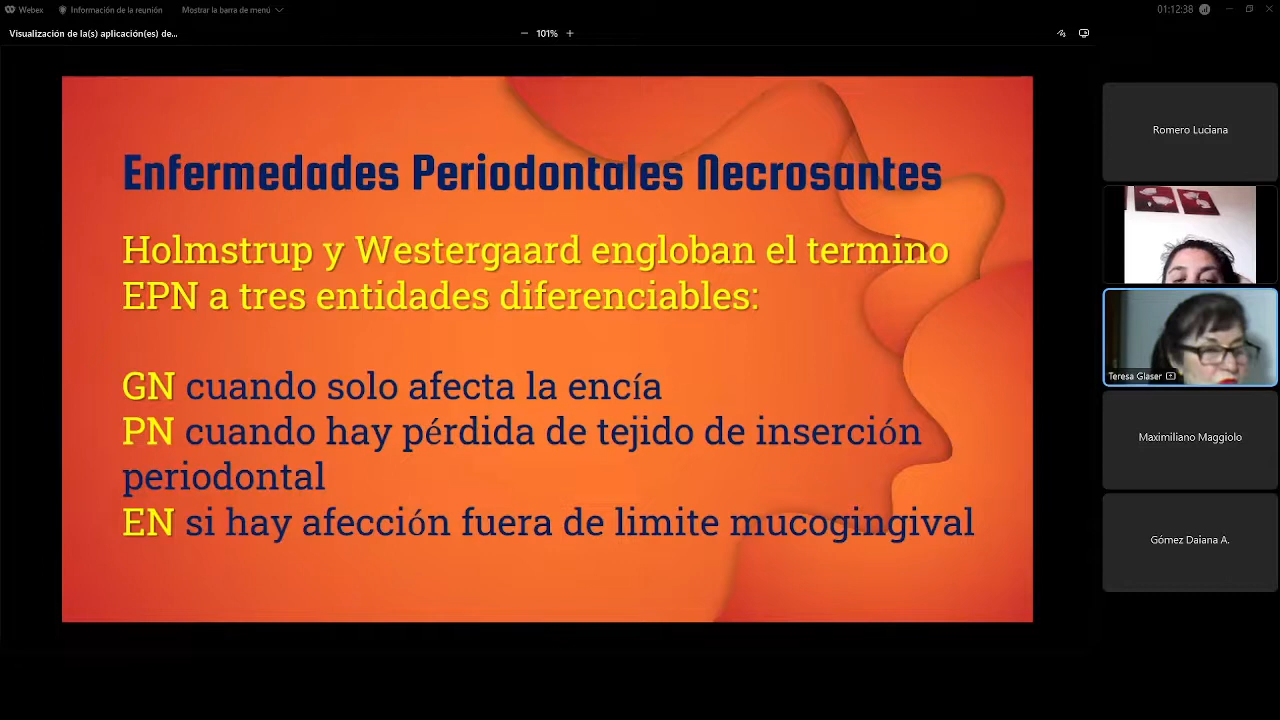 Webex
Información de la reunión
Mostrar la barra de menú
01:12:38
Visualización de la(s) aplicación(es) de...
− 101% +
Enfermedades Periodontales Necrosantes
Holmstrup y Westergaard engloban el termino
EPN a tres entidades diferenciables:
GN cuando solo afecta la encía
PN cuando hay pérdida de tejido de inserción
periodontal
EN si hay afección fuera de limite mucogingival
Romero Luciana
Teresa Glaser
Maximiliano Maggiolo
Gómez Daiana A.